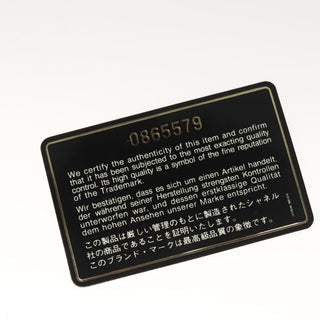 0865579
We certify the authenticity of this item and confirm
that it has been subjected to the most exacting quality
control. Its high quality is a symbol of the fine reputation
of the Trademark.
Wir bestätigen, dass es sich um einen Artikel handelt,
der während seiner Herstellung strengsten Kontrollen
unterworfen war, und dessen erstklassige Qualität
dem hohen Ansehen unserer Marke entspricht.
この製品は厳しい管理のもとに製造されたシャネル
社の商品であることを証明いたします。
このブランド・マークは最高級品質の象徴です。